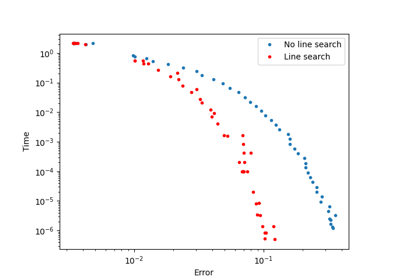 No line search
Line search
10⁰
10⁻¹
10⁻²
10⁻³
10⁻⁴
10⁻⁵
10⁻⁶
Time
10⁻²
10⁻¹
Error